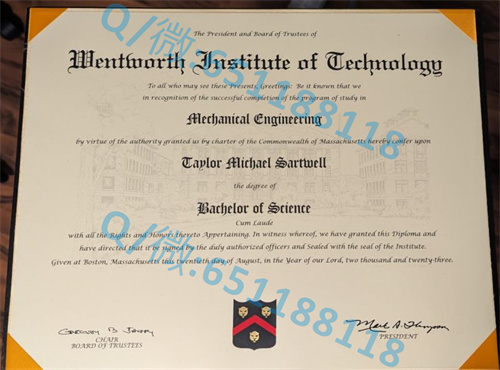 The President and Board of Trustees of
Wentworth Institute of Technology
To all who may see these Presents, Greetings: Be it known that we
in recognition of the successful completion of the program of study in
Mechanical Engineering
by virtue of the authority granted us by charter of the Commonwealth of Massachusetts hereby confer upon
Taylor Michael Sartwell
the degree of
Bachelor of Science
Cum Laude
with all the Rights and Honors thereto Appertaining. In witness whereof, we have granted this Diploma and
have directed that it be signed by the duly authorized officers and Sealed with the seal of the Institute.
Given at Boston, Massachusetts this twentieth day of August, in the Year of our Lord, two thousand and twenty-three.
CHAIR
BOARD OF TRUSTEES
PRESIDENT
Q/微.651188118
Q/微.651188118